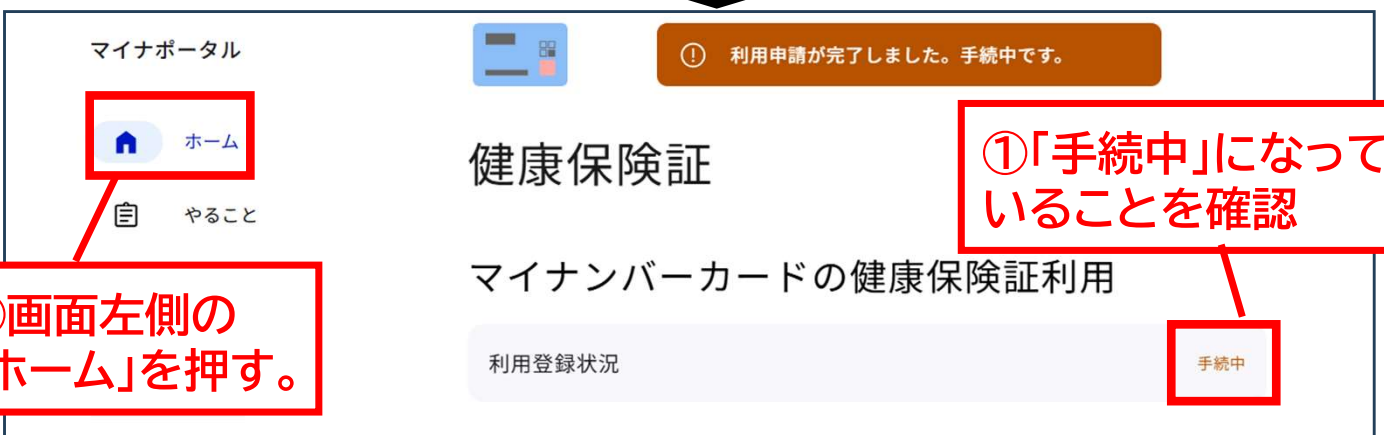 マイナポータル
利用申請が完了しました。手続中です。
ホーム
健康保険証
①「手続中」になって
いることを確認
やること
マイナンバーカードの健康保険証利用
画面左側の
ホーム」を押す。
利用登録状況
手続中